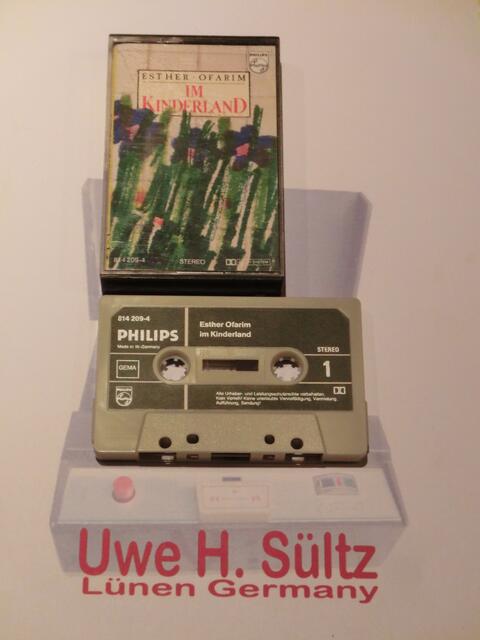 PHILIPS
ESTHER · OFARIM
IM
KINDERLAND
814 209-4
STEREO
SYSTEM
814 209-4
PHILIPS
Made in W.-Germany
Esther Ofarim
im Kinderland
STEREO
1
GEMA
PHILIPS
Alle Urheber- und Leistungsschutzrechte vorbehalten.
Kein Verleih! Keine unerlaubte Vervielfältigung, Vermietung,
Aufführung, Sendung!
Uwe H. Sültz
Lünen Germany